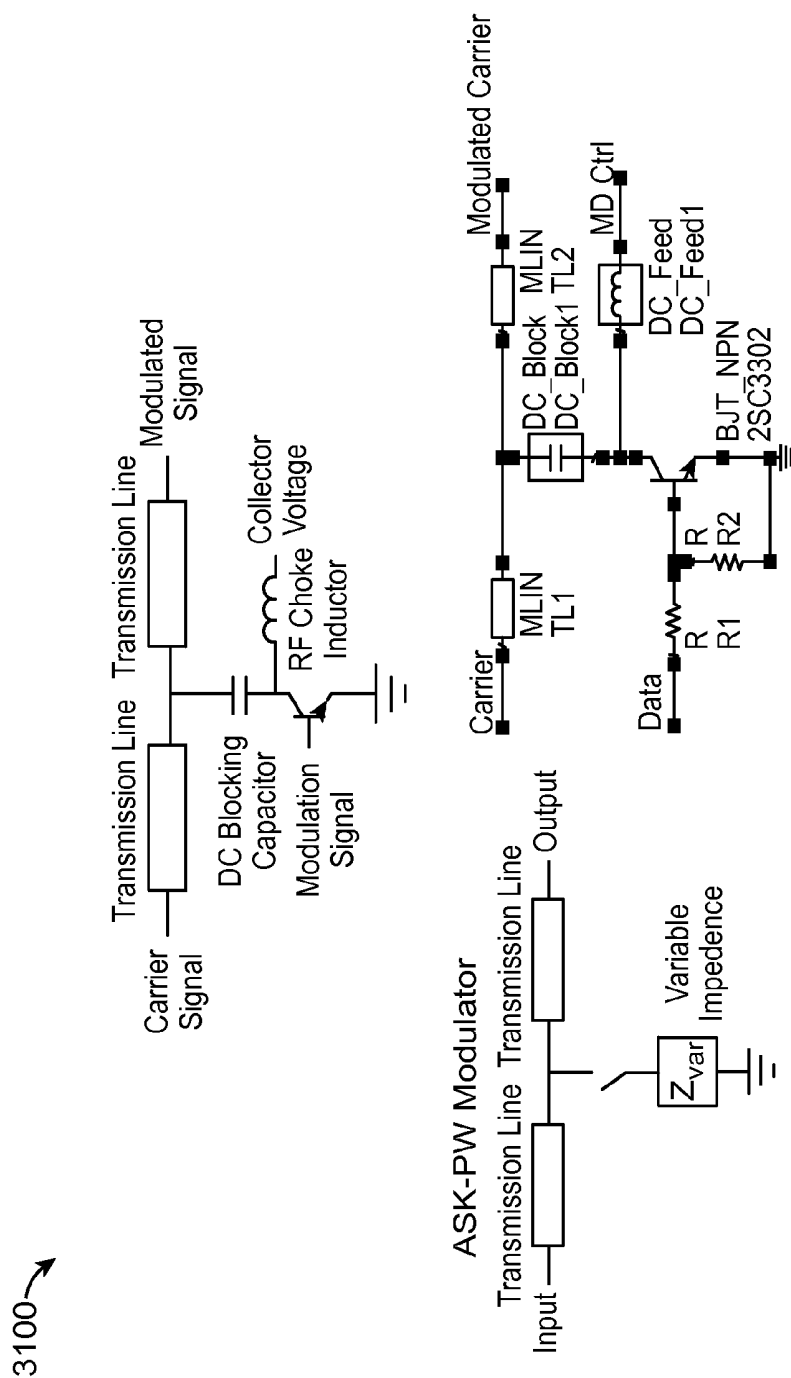 3100
Transmission Line Transmission Line
Carrier
Signal
Modulated
Signal
DC Blocking
Capacitor
Modulation
Signal
RF Choke
Inductor
Collector
Voltage
ASK-PW Modulator
Transmission Line Transmission Line
Input
Output
Zvar
Variable
Impedence
Carrier
MLIN
TL1
Modulated Carrier
MLIN
TL2
DC_Block
DC_Block1
MD Ctrl
DC_Feed
DC_Feed1
Data
R
R1
R
R2
BJT_NPN
2SC3302